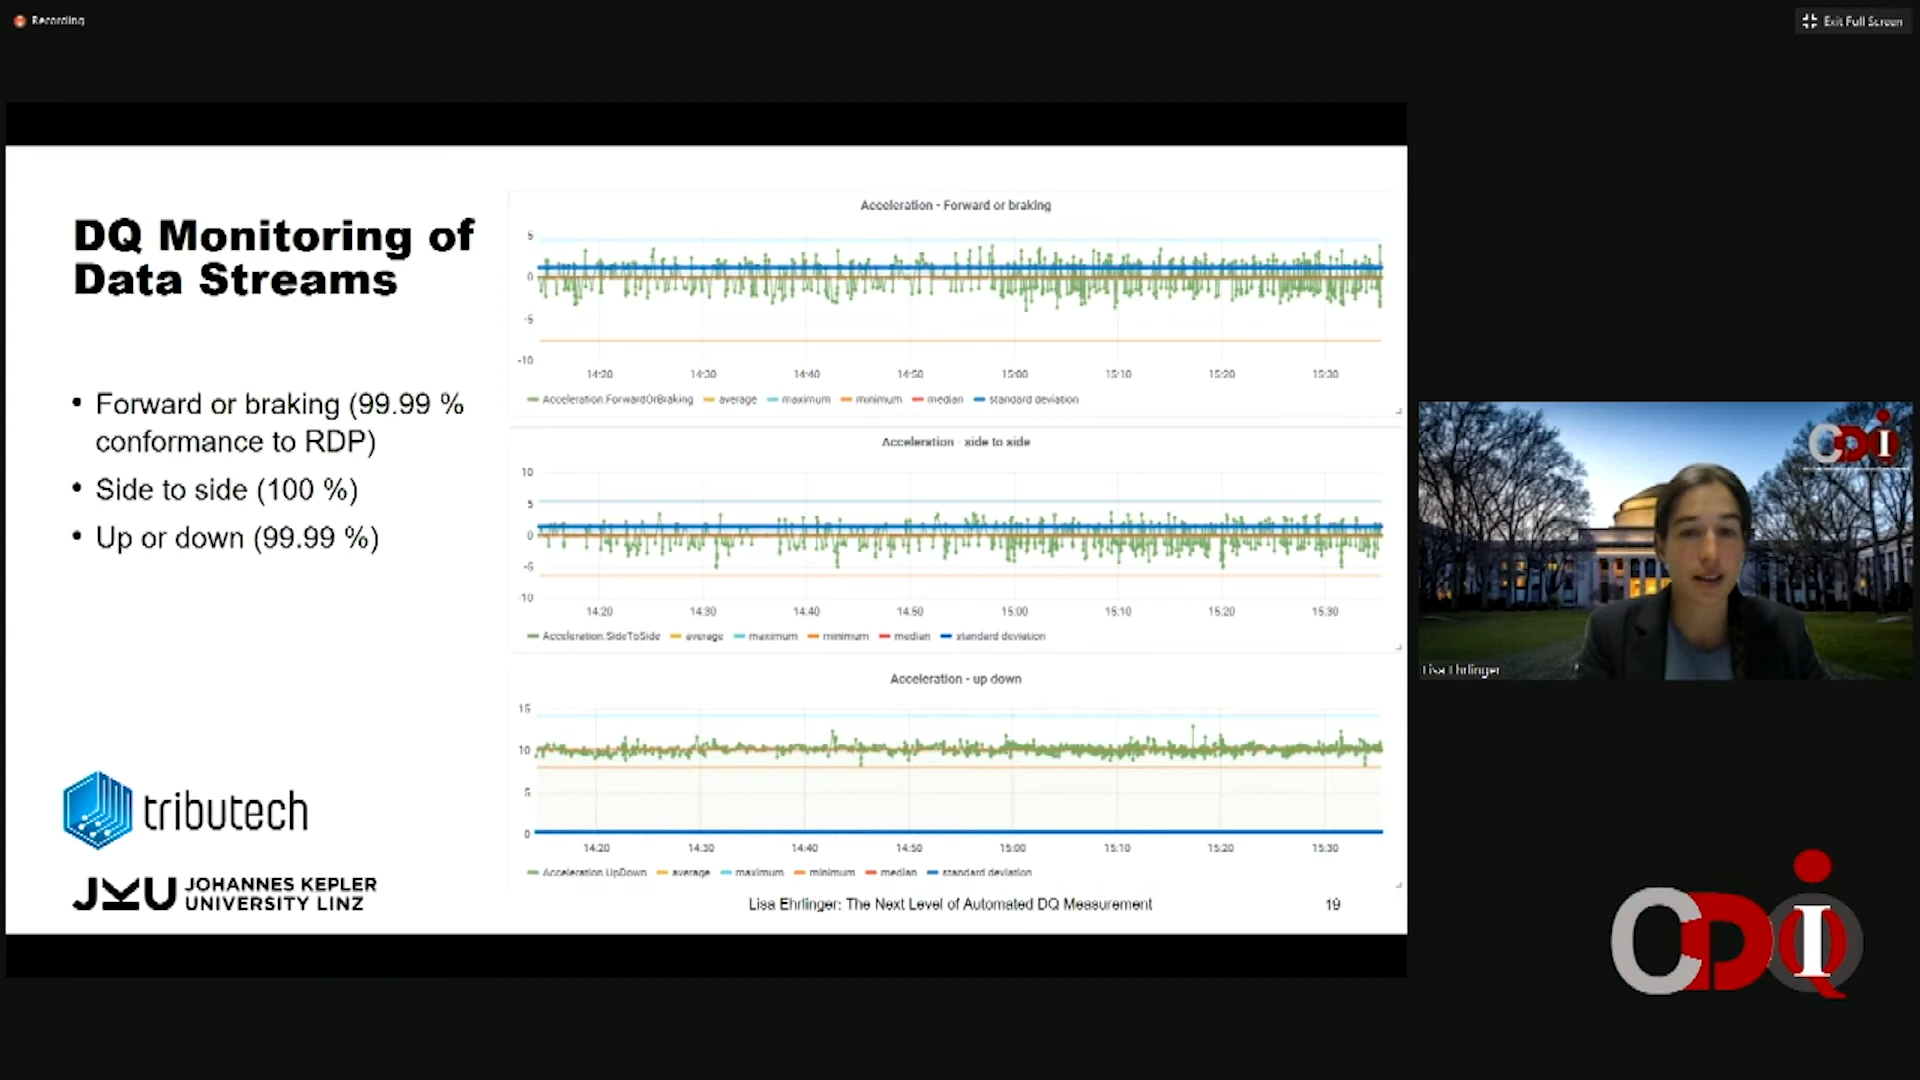 Recording
Exit Full Screen
DQ Monitoring of
Data Streams
• Forward or braking (99.99 %
conformance to RDP)
• Side to side (100 %)
• Up or down (99.99 %)
tributech
JKU JOHANNES KEPLER
UNIVERSITY LINZ
Acceleration - Forward or braking
5
0
-5
-10
14:20 14:30 14:40 14:50 15:00 15:10 15:20 15:30
Acceleration.ForwardOrBraking average maximum minimum median standard deviation
Acceleration - side to side
10
5
0
-5
-10
14:20 14:30 14:40 14:50 15:00 15:10 15:20 15:30
Acceleration.SideToSide average maximum minimum median standard deviation
Acceleration - up down
15
10
5
0
14:20 14:30 14:40 14:50 15:00 15:10 15:20 15:30
Acceleration.UpDown average maximum minimum median standard deviation
Lisa Ehrlinger: The Next Level of Automated DQ Measurement 19
CDIQ
Lisa Ehrlinger
CDIQ